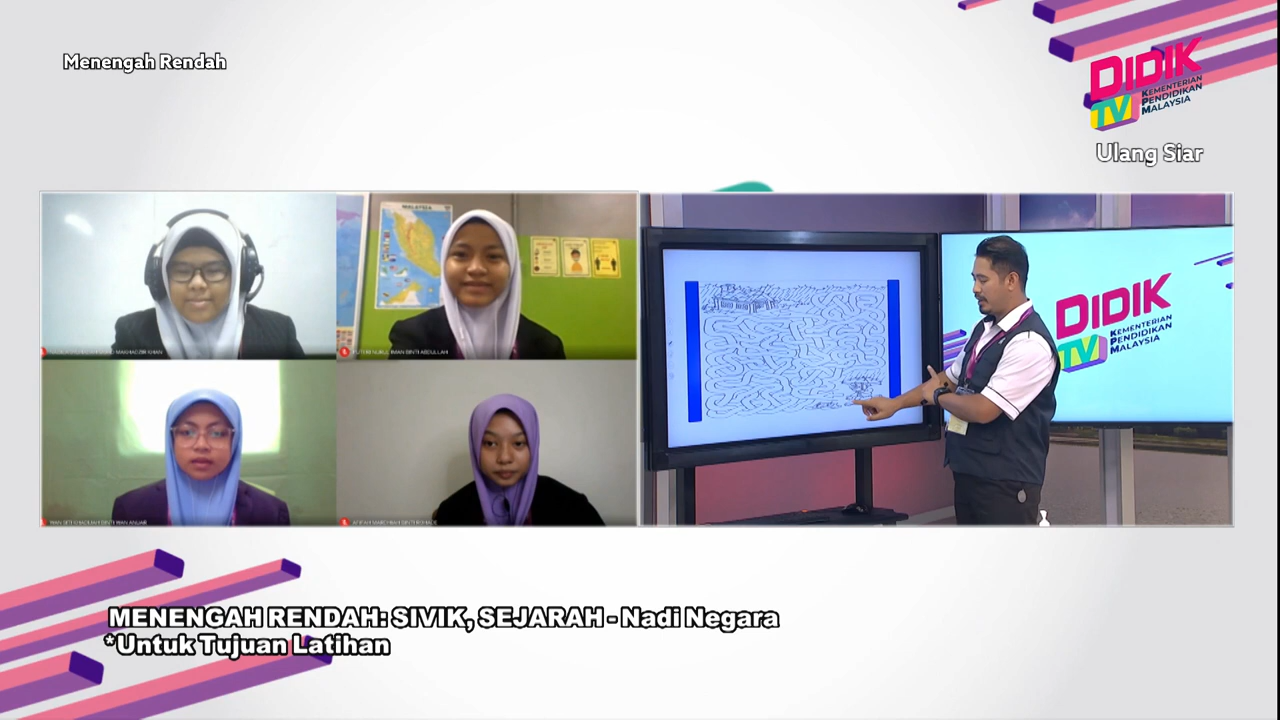 Menengah Rendah
DIDIK
TV
KEMENTERIAN
PENDIDIKAN
MALAYSIA
Ulang Siar
MALAYSIA
DIDIK
TV
KEMENTERIAN
PENDIDIKAN
MALAYSIA
MENENGAH RENDAH: SIVIK, SEJARAH - Nadi Negara
*Untuk Tujuan Latihan